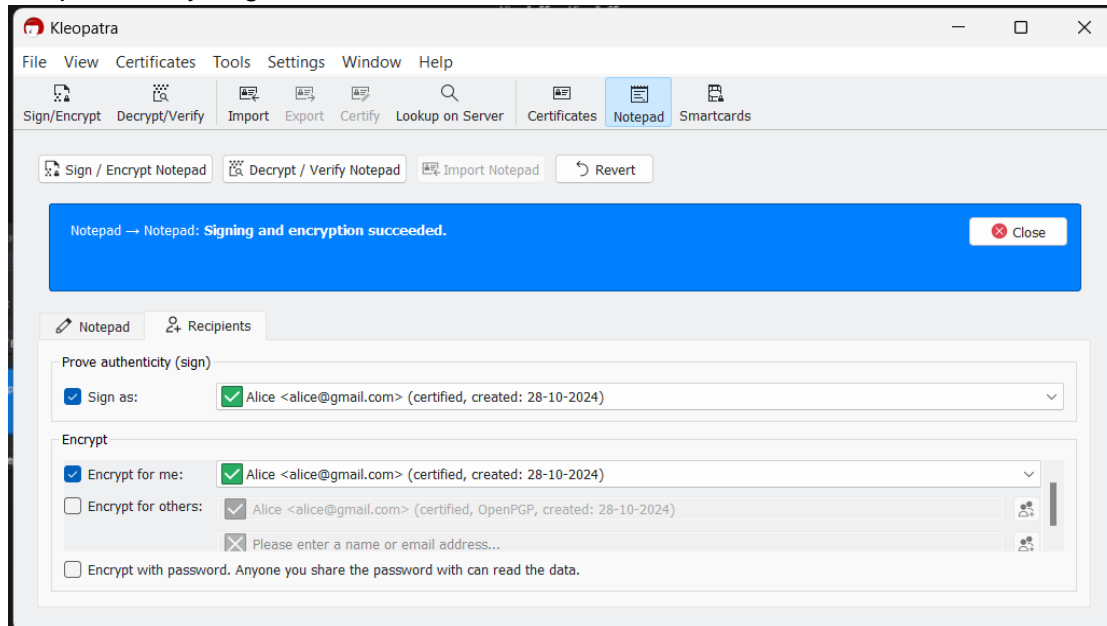 Kleopatra
File View Certificates Tools Settings Window Help
Sign/Encrypt Decrypt/Verify Import Export Certify Lookup on Server Certificates Notepad Smartcards
Sign / Encrypt Notepad Decrypt / Verify Notepad Import Notepad Revert
Notepad → Notepad: Signing and encryption succeeded. Close
Notepad Recipients
Prove authenticity (sign)
Sign as: Alice <alice@gmail.com> (certified, created: 28-10-2024)
Encrypt
Encrypt for me: Alice <alice@gmail.com> (certified, created: 28-10-2024)
Encrypt for others: Alice <alice@gmail.com> (certified, OpenPGP, created: 28-10-2024)
Please enter a name or email address...
Encrypt with password. Anyone you share the password with can read the data.